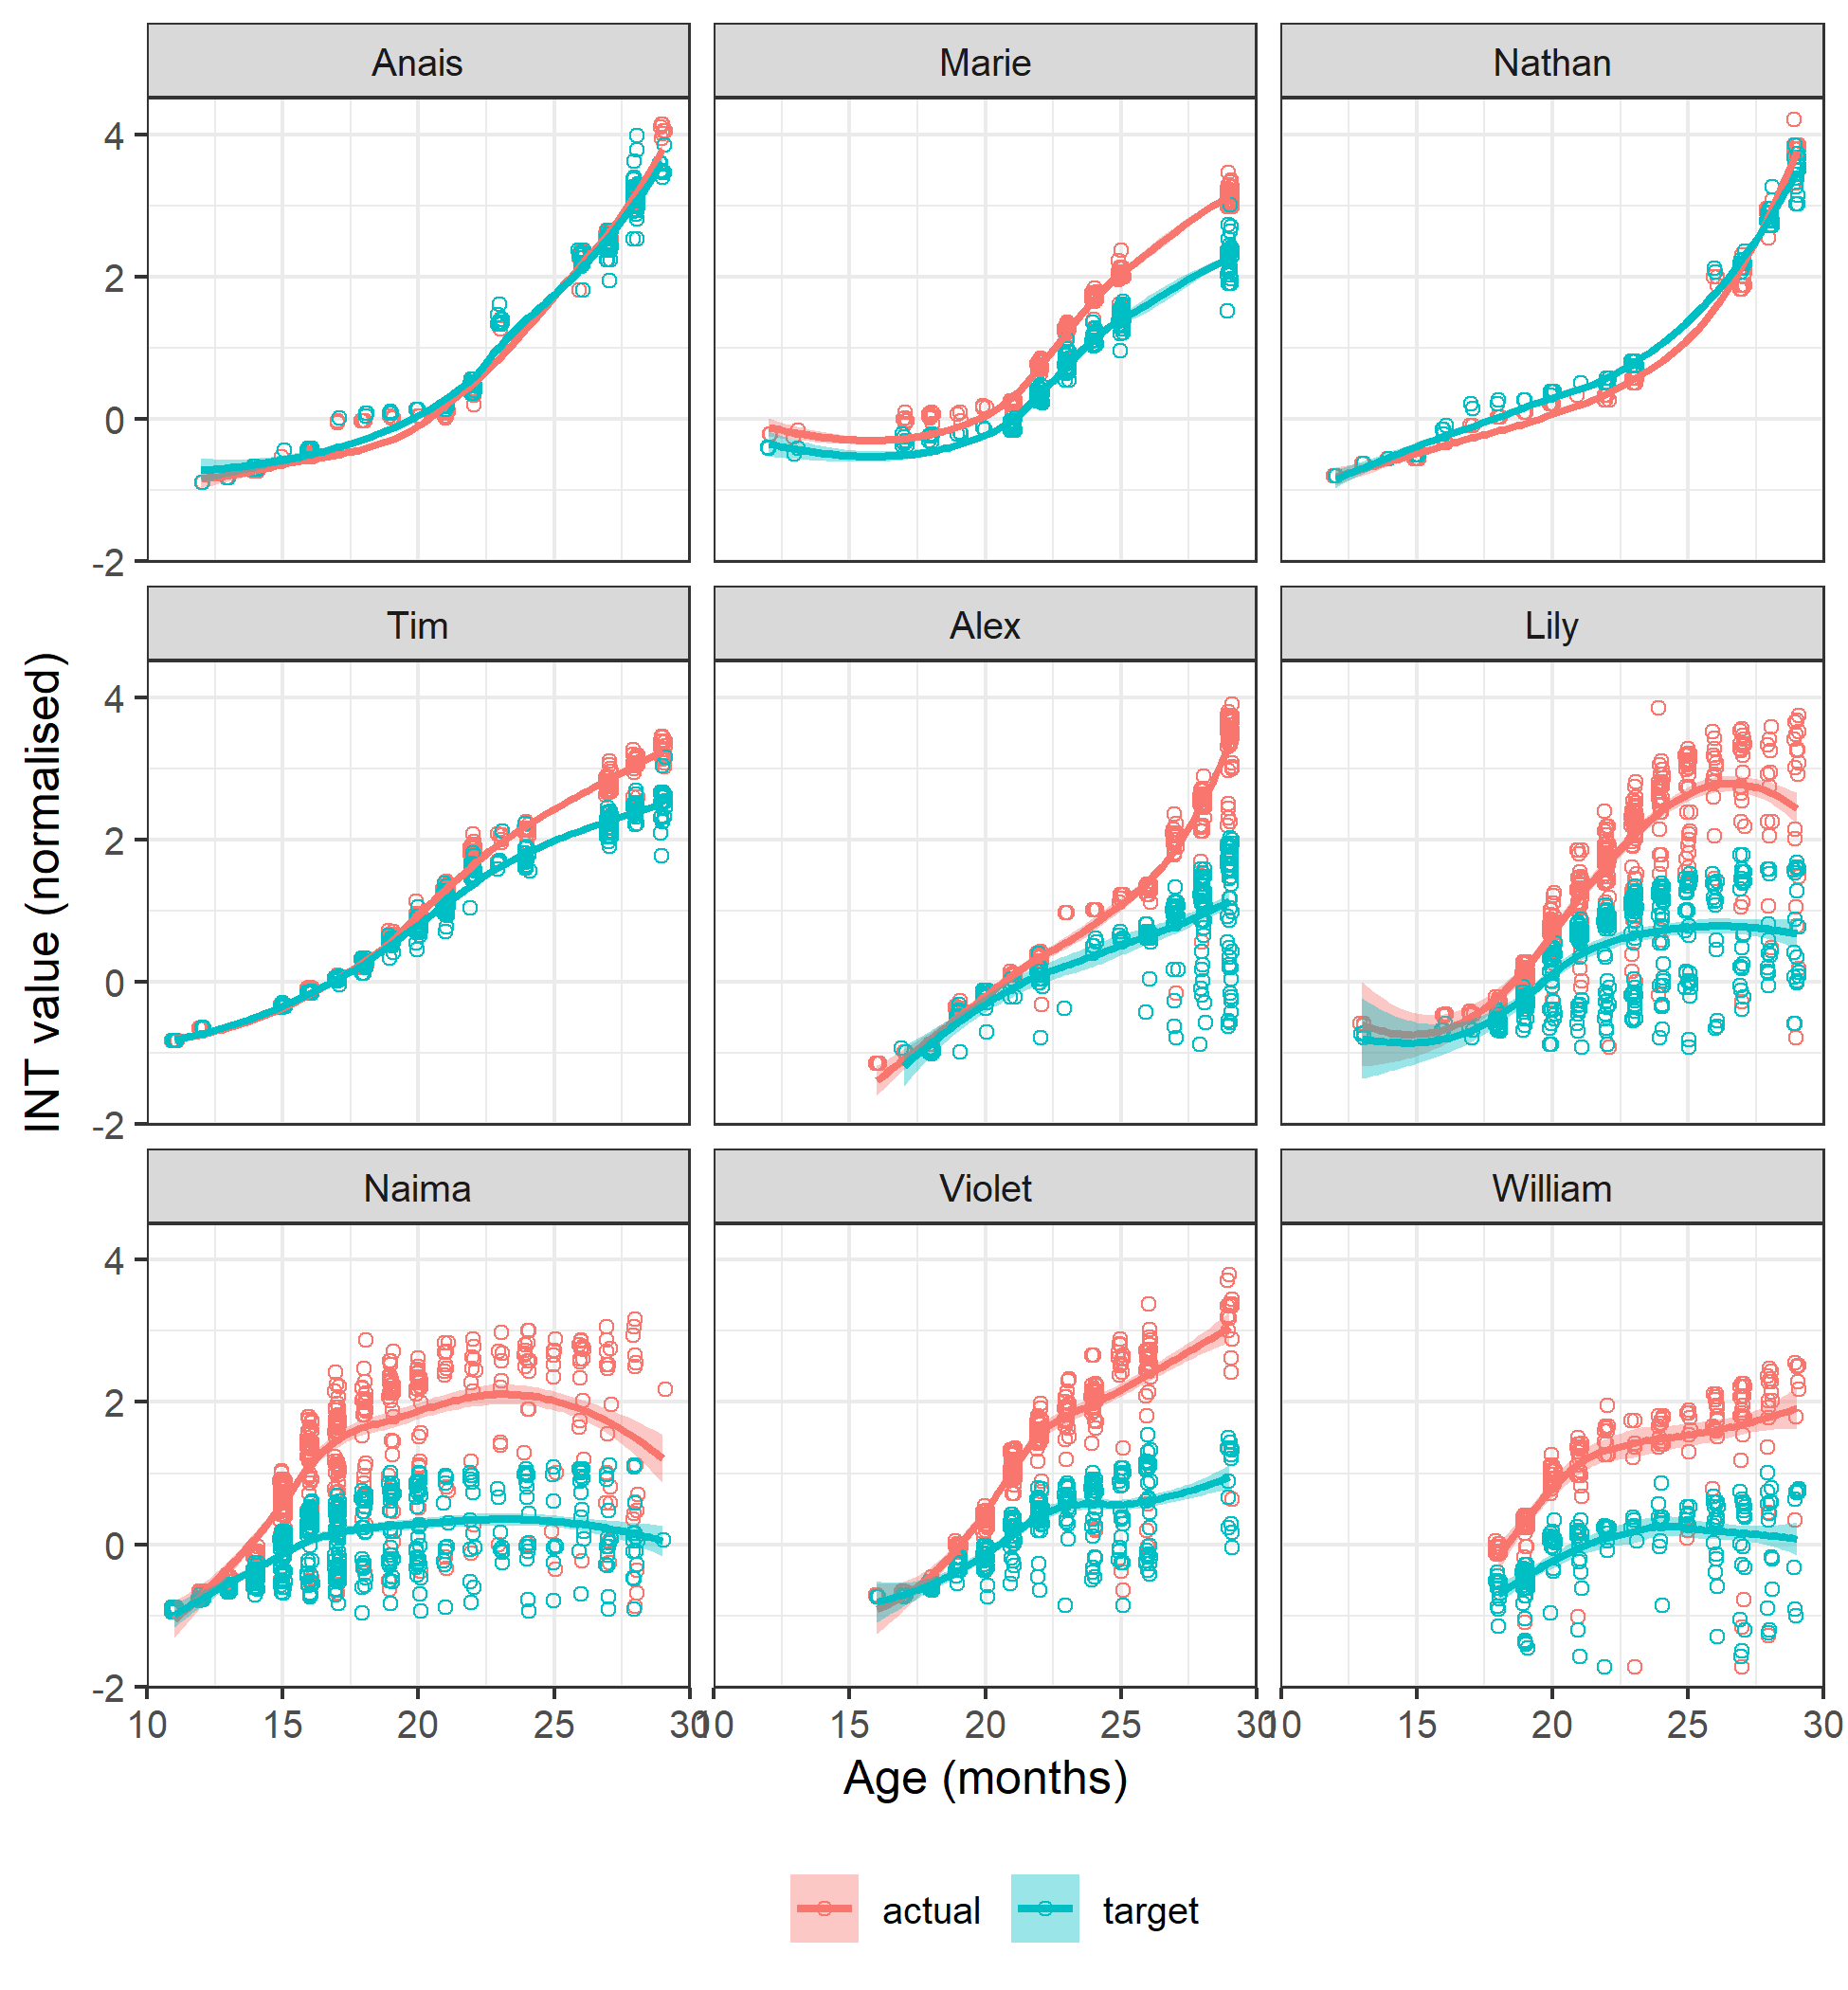 Anais Marie Nathan
4
2
0
-2
Tim Alex Lily
4
2
0
-2
INT value (normalised)
Naima Violet William
4
2
0
-2
10 15 20 25 30 10 15 20 25 30 10 15 20 25 30
Age (months)
actual target